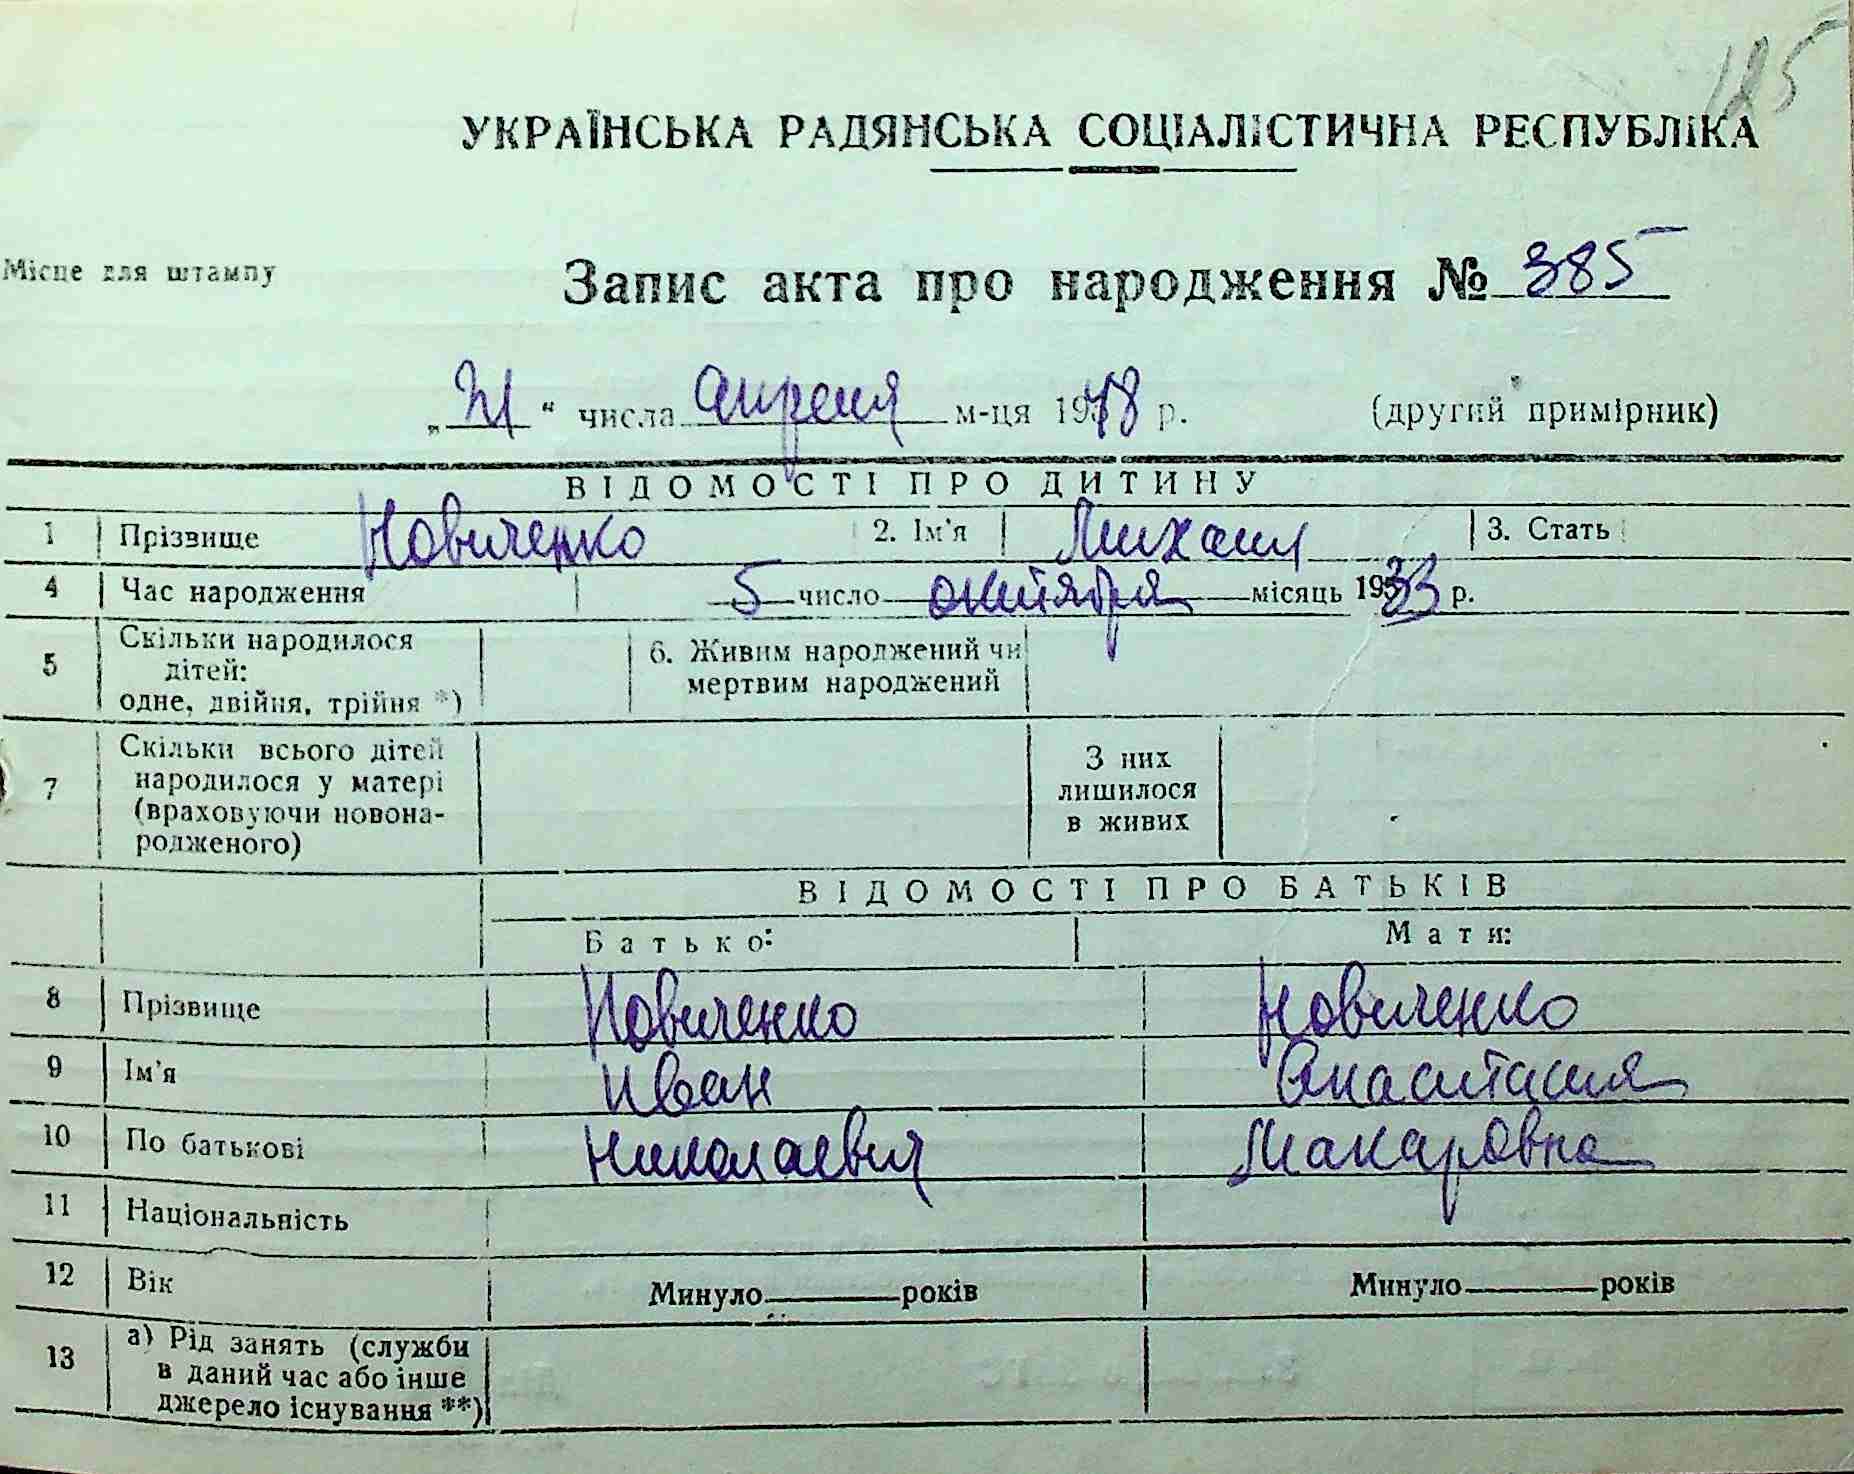 185
УКРАЇНСЬКА РАДЯНСЬКА СОЦІАЛІСТИЧНА РЕСПУБЛІКА
Місце для штампу
Запис акта про народження № 385
„21“ числа апреля м-ця 1948 р. (другий примірник)
ВІДОМОСТІ ПРО ДИТИНУ
1 Прізвище Новиченко 2. Ім'я Михаил 3. Стать
4 Час народження 5 число октября місяць 1933 р.
5 Скільки народилося дітей: одне, двійня, трійня *) 6. Живим народжений чи мертвим народжений
7 Скільки всього дітей народилося у матері (враховуючи новонародженого) З них лишилося в живих
ВІДОМОСТІ ПРО БАТЬКІВ
Батько: Мати:
8 Прізвище Новиченко Новиченко
9 Ім'я Иван Анастасия
10 По батькові Николаевич Макаровна
11 Національність
12 Вік Минуло років Минуло років
13 а) Рід занять (служби в даний час або інше джерело існування **)